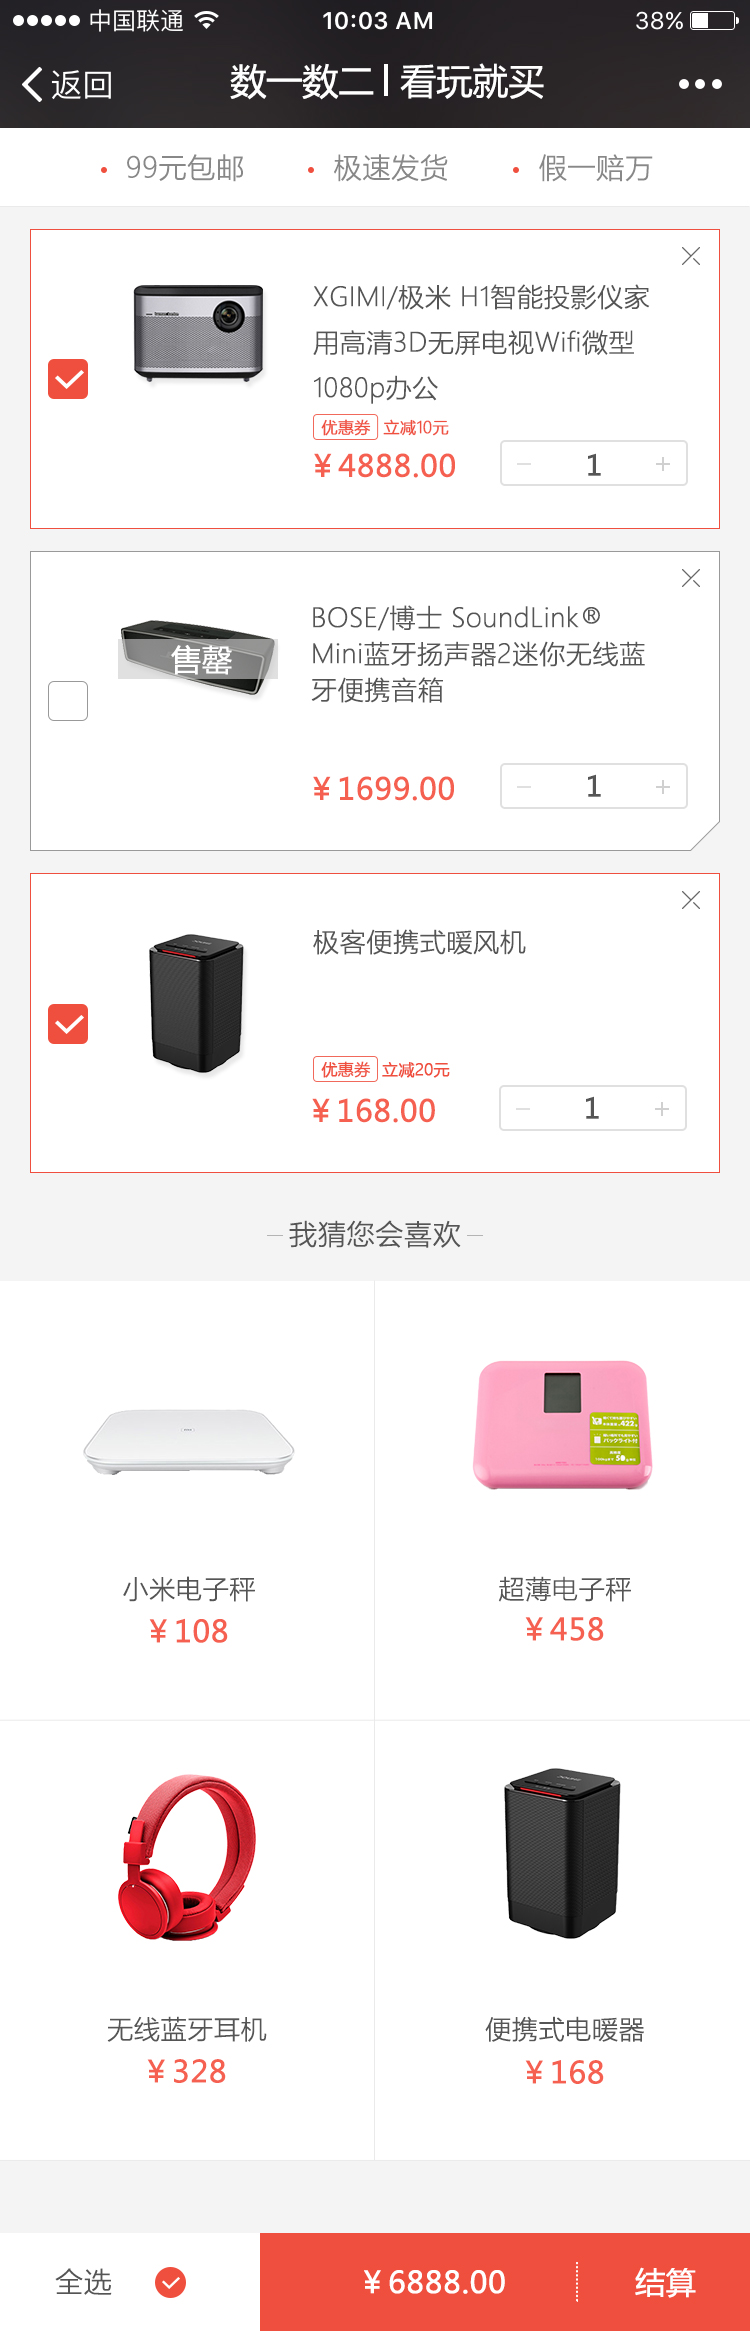 中国联通 10:03 AM 38%
返回 数一数二 | 看玩就买
99元包邮 极速发货 假一赔万
XGIMI/极米 H1智能投影仪家
用高清3D无屏电视Wifi微型
1080p办公
优惠券 立减10元
¥4888.00 1
售罄
BOSE/博士 SoundLink®
Mini蓝牙扬声器2迷你无线蓝
牙便携音箱
¥1699.00 1
极客便携式暖风机
优惠券 立减20元
¥168.00 1
我猜您会喜欢
小米电子秤 超薄电子秤
¥108 ¥458
无线蓝牙耳机 便携式电暖器
¥328 ¥168
全选 ¥6888.00 结算